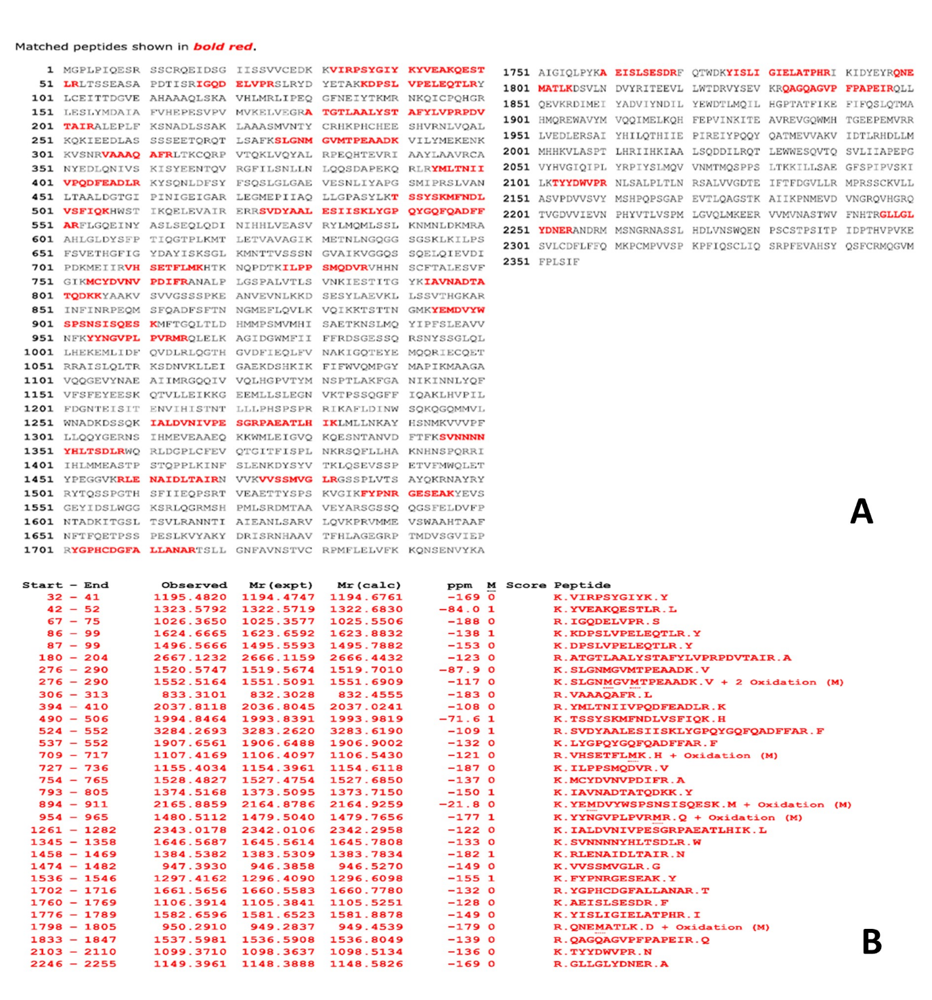 Matched peptides shown in bold red.
1 MGPLPIQESR SSCRQEIDSG IISSVVCEDK KVIRPSYGIY KYVEAKQEST
51 LRLTSSEASA PDTISRIGQD ELVPRSLRYD YETAKKDPSL VPELEQTLRY
101 LCEITTDGVE AHAAAQLSKA VHLMRLIPEQ GFNEIYTKMR NKQICPQHGR
151 LESLYMDAIA FVHEPESVPV MVKELVEGRA TGTLAALYST AFYLVPRPDV
201 TAIRALEPLF KSNADLSSAK LAAASMVNTY CRHKPHCHEE SHVRNLVQAL
251 KQKIEEDLAS SSSEETQRQT LSAFKSLGNM GVMTPEAADK VILYMEKENK
301 KVSNRVAAAQ AFRLTKCQRP VTQKLVQYAL RPEQHTEVRI AAYLAAVRCA
351 NYEDLQNIVS KISYEENTQV RGFILSNLLN LQQSDAPEKQ RLRYMLTNII
401 VPQDFEADLR KYSQNLDFSY FSQSLGLGAE VESNLIYAPG SMIPRSLVAN
451 LTAALDGTGI PINIGEIGAR LEGMEPIIAQ LLGPASYLKT SSYSKMFNDL
501 VSFIQKHWST IKQELEVAIR ERRSVDYAAL ESIISKLYGP QYGQFQADFF
551 ARFLGQEINY ASLSEQLQDI NIHHLVEASV RYLMQMLSSL KNMNLDKMRA
601 AHLGLDYSFP TIQGTPLKMT LETVAVAGIK METNLNGQGG SGSKLKILPS
651 FSVETHGFIG YDAYISKSGL KMNTTVSSSN GVAIKVGGQS SQELQIEVDI
701 PDKMEIIRVH SETFLMKHTK NQPDTKILPP SMQDVRVHHN SCFTALESVF
751 GIKMCYDVNV PDIFRANALP LGSPALVTLS VNKIESTITG YKIAVNADTA
801 TQDKKYAAKV SVVGSSSPKE ANVEVNLKKD SESYLAEVKL LSSVTHGKAR
851 INFINRPEQM SFQADFSFTN NGMEFLQVLK VQIKKTSTTN GMKYEMDVYW
901 SPSNSISQES KMFTGQLTLD HMMPSMVMHI SAETKNSLMQ YIPFSLEAVV
951 NFKYYNGVPL PVRMRQLELK AGIDGWMFII FFRDSGESSQ RSNYSSGLQL
1001 LHEKEMLIDF QVDLRLQGTH GVDFIEQLFV NAKIGQTEYE MQQRIECQET
1051 RRAISLQLTR KSDNVKLLEI GAEKDSHKIK FIFWVQMPGY MAPIKMAAGA
1101 VQQGEVYNAE AIIMRGQQIV VQLHGPVTYM NSPTLAKFGA NIKINNLYQF
1151 VFSFEYEESK QTVLLEIKKG EEMLLSLEGN VKTPSSQGFF IQAKLHVPIL
1201 FDGNTEISIT ENVIHISTNT LLLPHSPSPR RIKAFLDINW SQKQGQMMVL
1251 WNADKDSSQK IALDVNIVPE SGRPAEATLH IKLMLLNKAY HSNMKVVVPF
1301 LLQQYGERNS IHMEVEAAEQ KKWMLEIGVQ KQESNTANVD FTFKSVNNNN
1351 YHLTSDLRWQ RLDGPLCFEV QTGITFISPL NKRSQFLLHA KNHNSPQRRI
1401 IHLMMEASTP STQPPLKINF SLENKDYSYV TKLQSEVSSP ETVFMWQLET
1451 YPEGGVKRLE NAIDLTAIRN VVKVVSSMVG LRGSSPLVTS AYQKRNAYRY
1501 RYTQSSPGTH SFIIEQPSRT VEAETTYSPS KVGIKFYPNR GESEAKYEVS
1551 GEYIDSLWGG KSRLQGRMSH PMLSRDMTAA VEYARSGSSQ QGSFELDVFP
1601 NTADKITGSL TSVLRANNTI AIEANLSARV LQVKPRVMME VSWAAHTAAF
1651 NFTFQETPSS PESLKVYAKY DRISRNHAAV TFHLAGEGRP TMDVSGVIEP
1701 RYGPHCDGFA LLANARTSLL GNFAVNSTVC RPMFLELVFK KQNSENVYKA
1751 AIGIQLPYKA EISLSESDRF QTWDKYISLI GIELATPHRI KIDYEYRQNE
1801 MATLKDSVLN DVYRITEEVL LWTDRVYSEV KRQAGQAGVP FPAPEIRQLL
1851 QEVKRDIMEI YADVIYNDIL YEWDTLMQIL HGPTATFIKE FIFQSLQTMA
1901 HMQREWAVYM VQQIMELKQH FEPVINKITE AVREVGQWMH TGEEPEMVRR
1951 LVEDLERSAI YHILQTHIIE PIREIYPQQY QATMEVVAKV IDTLRHDLLM
2001 MHHKVLASPT LHRIIHKIAA LSQDDILRQT LEWWESQVTQ SVLIIAPEPG
2051 VYHVGIQIPL YRPIYSLMQV VNMTMQSPPS LTKKILLSAE GFSPIPVSKI
2101 LKTYYDWVPR NLSALPLTLN RSALVVGDTE IFTFDGVLLR MPRSSCKVLL
2151 ASVPDVVSVY MSHPQPSGAP EVTLQAGSTK AIIKPNMEVD VNGRQVHGRQ
2201 TVGDVVIEVN PHYVTLVSPM LGVQLMKEER VVMVNASTWV FNHTRGLLGL
2251 YDNERANDRM MSNGRNASSL HDLVNSWQEN PSCSTPSITP IDPTHVPVKE
2301 SVLCDFLFFQ MKPCMPVVSP KPFIQSCLIQ SRPFEVAHSY QSFCRMQGVM
2351 FPLSIF
A
Start - End Observed Mr(expt) Mr(calc) ppm M Score Peptide
32 - 41 1195.4820 1194.4747 1194.6761 -169 0 K.VIRPSYGIYK.Y
42 - 52 1323.5792 1322.5719 1322.6830 -84.0 1 K.YVEAKQESTLR.L
67 - 75 1026.3650 1025.3577 1025.5506 -188 0 R.IGQDELVPR.S
86 - 99 1624.6665 1623.6592 1623.8832 -138 1 K.KDPSLVPELEQTLR.Y
87 - 99 1496.5666 1495.5593 1495.7882 -153 0 K.DPSLVPELEQTLR.Y
180 - 204 2667.1232 2666.1159 2666.4432 -123 0 R.ATGTLAALYSTAFYLVPRPDVTAIR.A
276 - 290 1520.5747 1519.5674 1519.7010 -87.9 0 K.SLGNMGVMTPEAADK.V
276 - 290 1552.5164 1551.5091 1551.6909 -117 0 K.SLGNMGVMTPEAADK.V + 2 Oxidation (M)
306 - 313 833.3101 832.3028 832.4555 -183 0 R.VAAAQAFR.L
394 - 410 2037.8118 2036.8045 2037.0241 -108 0 R.YMLTNIIVPQDFEADLR.K
490 - 506 1994.8464 1993.8391 1993.9819 -71.6 1 K.TSSYSKMFNDLVSFIQK.H
524 - 552 3284.2693 3283.2620 3283.6190 -109 1 R.SVDYAALESIISKLYGPQYGQFQADFFAR.F
537 - 552 1907.6561 1906.6488 1906.9002 -132 0 K.LYGPQYGQFQADFFAR.F
709 - 717 1107.4169 1106.4097 1106.5430 -121 0 R.VHSETFLMK.H + Oxidation (M)
727 - 736 1155.4034 1154.3961 1154.6118 -187 0 K.ILPPSMQDVR.V
754 - 765 1528.4827 1527.4754 1527.6850 -137 0 K.MCYDVNVPDIFR.A
793 - 805 1374.5168 1373.5095 1373.7150 -150 1 K.IAVNADTATQDKK.Y
894 - 911 2165.8859 2164.8786 2164.9259 -21.8 0 K.YEMDVYWSPSNSISQESK.M + Oxidation (M)
954 - 965 1480.5112 1479.5040 1479.7656 -177 1 K.YYNGVPLPVRMR.Q + Oxidation (M)
1261 - 1282 2343.0178 2342.0106 2342.2958 -122 0 K.IALDVNIVPESGRPAEATLHIK.L
1345 - 1358 1646.5687 1645.5614 1645.7808 -133 0 K.SVNNNNYHLTSDLR.W
1458 - 1469 1384.5382 1383.5309 1383.7834 -182 1 K.RLENAIDLTAIR.N
1474 - 1482 947.3930 946.3858 946.5270 -149 0 K.VVSSMVGLR.G
1536 - 1546 1297.4162 1296.4090 1296.6098 -155 1 K.FYPNRGESEAK.Y
1702 - 1716 1661.5656 1660.5583 1660.7780 -132 0 R.YGPHCDGFALLANAR.T
1760 - 1769 1106.3914 1105.3841 1105.5251 -128 0 K.AEISLSESDR.F
1776 - 1789 1582.6596 1581.6523 1581.8878 -149 0 K.YISLIGIELATPHR.I
1798 - 1805 950.2910 949.2837 949.4539 -179 0 R.QNEMATLK.D + Oxidation (M)
1833 - 1847 1537.5981 1536.5908 1536.8049 -139 0 R.QAGQAGVPFPAPEIR.Q
2103 - 2110 1099.3710 1098.3637 1098.5134 -136 0 K.TYYDWVPR.N
2246 - 2255 1149.3961 1148.3888 1148.5826 -169 0 R.GLLGLYDNER.A
B